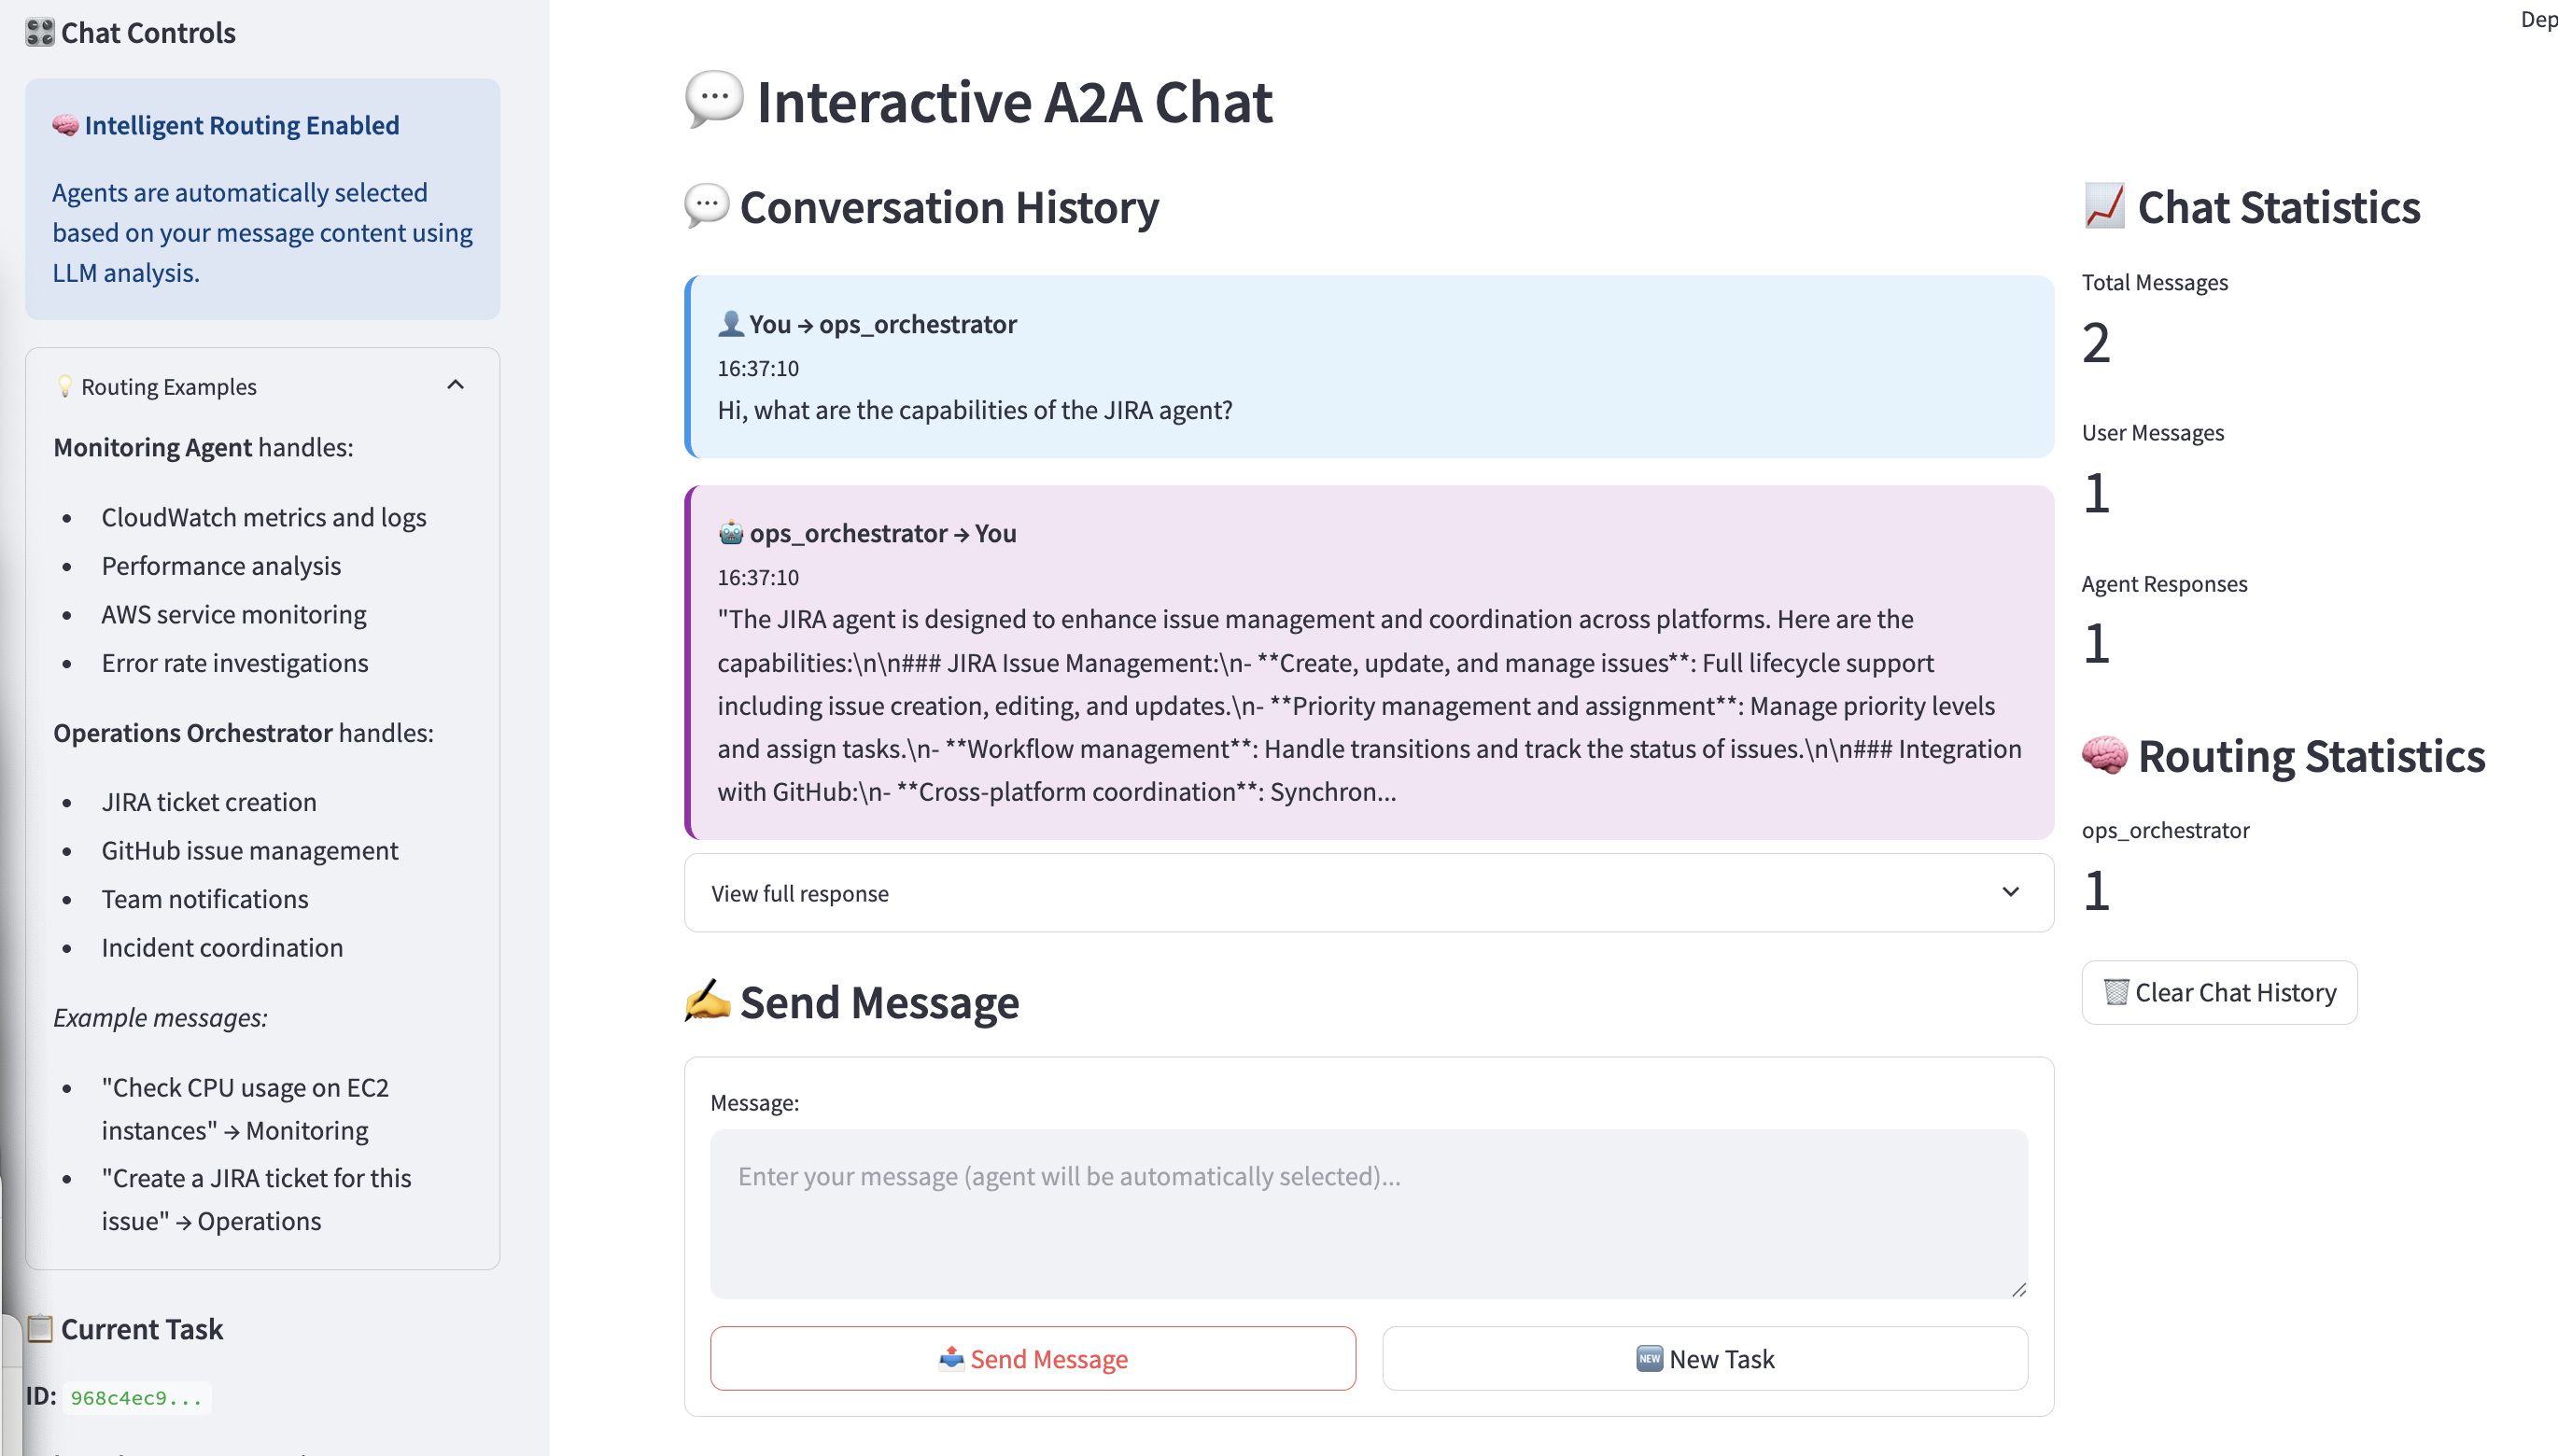 Chat Controls
Intelligent Routing Enabled
Agents are automatically selected
based on your message content using
LLM analysis.
Routing Examples
Monitoring Agent handles:
• CloudWatch metrics and logs
• Performance analysis
• AWS service monitoring
• Error rate investigations
Operations Orchestrator handles:
• JIRA ticket creation
• GitHub issue management
• Team notifications
• Incident coordination
Example messages:
• "Check CPU usage on EC2
instances" → Monitoring
• "Create a JIRA ticket for this
issue" → Operations
Current Task
ID: 968c4ec9...
Dep
Interactive A2A Chat
Conversation History
You → ops_orchestrator
16:37:10
Hi, what are the capabilities of the JIRA agent?
ops_orchestrator → You
16:37:10
"The JIRA agent is designed to enhance issue management and coordination across platforms. Here are the
capabilities:\n\n### JIRA Issue Management:\n- **Create, update, and manage issues**: Full lifecycle support
including issue creation, editing, and updates.\n- **Priority management and assignment**: Manage priority levels
and assign tasks.\n- **Workflow management**: Handle transitions and track the status of issues.\n\n### Integration
with GitHub:\n- **Cross-platform coordination**: Synchron...
View full response
Send Message
Message:
Enter your message (agent will be automatically selected)...
Send Message
NEW New Task
Chat Statistics
Total Messages
2
User Messages
1
Agent Responses
1
Routing Statistics
ops_orchestrator
1
Clear Chat History